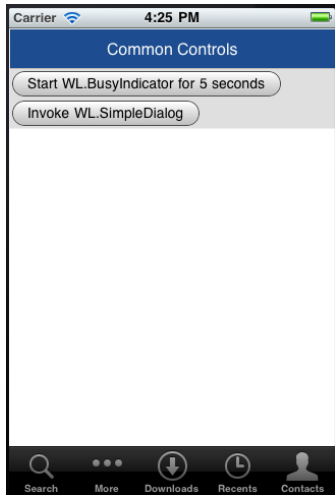 Carrier 4:25 PM
Common Controls
Start WL.BusyIndicator for 5 seconds
Invoke WL.SimpleDialog
Search More Downloads Recents Contacts